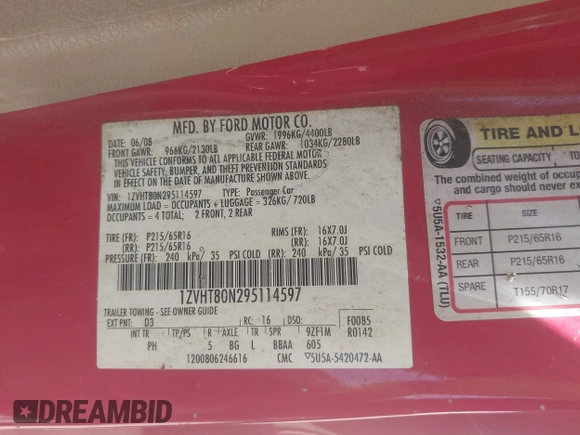 MFD. BY FORD MOTOR CO.
DATE: 06/08 GVWR: 1996KG/4400LB
FRONT GAWR: 966KG/2130LB REAR GAWR: 1034KG/2280LB
THIS VEHICLE CONFORMS TO ALL APPLICABLE FEDERAL MOTOR
VEHICLE SAFETY, BUMPER, AND THEFT PREVENTION STANDARDS
IN EFFECT ON THE DATE OF MANUFACTURE SHOWN ABOVE.
VIN: 1ZVHT80N295114597 TYPE: Passenger Car
MAXIMUM LOAD = OCCUPANTS + LUGGAGE = 326KG/720LB
OCCUPANTS = 4 TOTAL; 2 FRONT, 2 REAR
TIRE (FR): P215/65R16 RIMS (FR): 16X7.0J
(RR): P215/65R16 (RR): 16X7.0J
PRESSURE (FR): 240 kPa/ 35 PSI COLD (RR): 240 kPa/ 35 PSI COLD
1ZVHT80N295114597
TRAILER TOWING - SEE OWNER GUIDE
EXT PNT: D3 RC: 16 DSO: F0085
INT TR TP/PS R AXLE TR SPR 9ZF1M R0142
PH 5 BG L BBAA 605
1200806246616 CMC ▽5U5A-5420472-AA
TIRE AND L
SEATING CAPACITY TO
The combined weight of occupants
and cargo should never ex
▽5U5A-1532-AA (TLU)
TIRE SIZE
FRONT P215/65R16
REAR P215/65R16
SPARE T155/70R17
DREAMBID